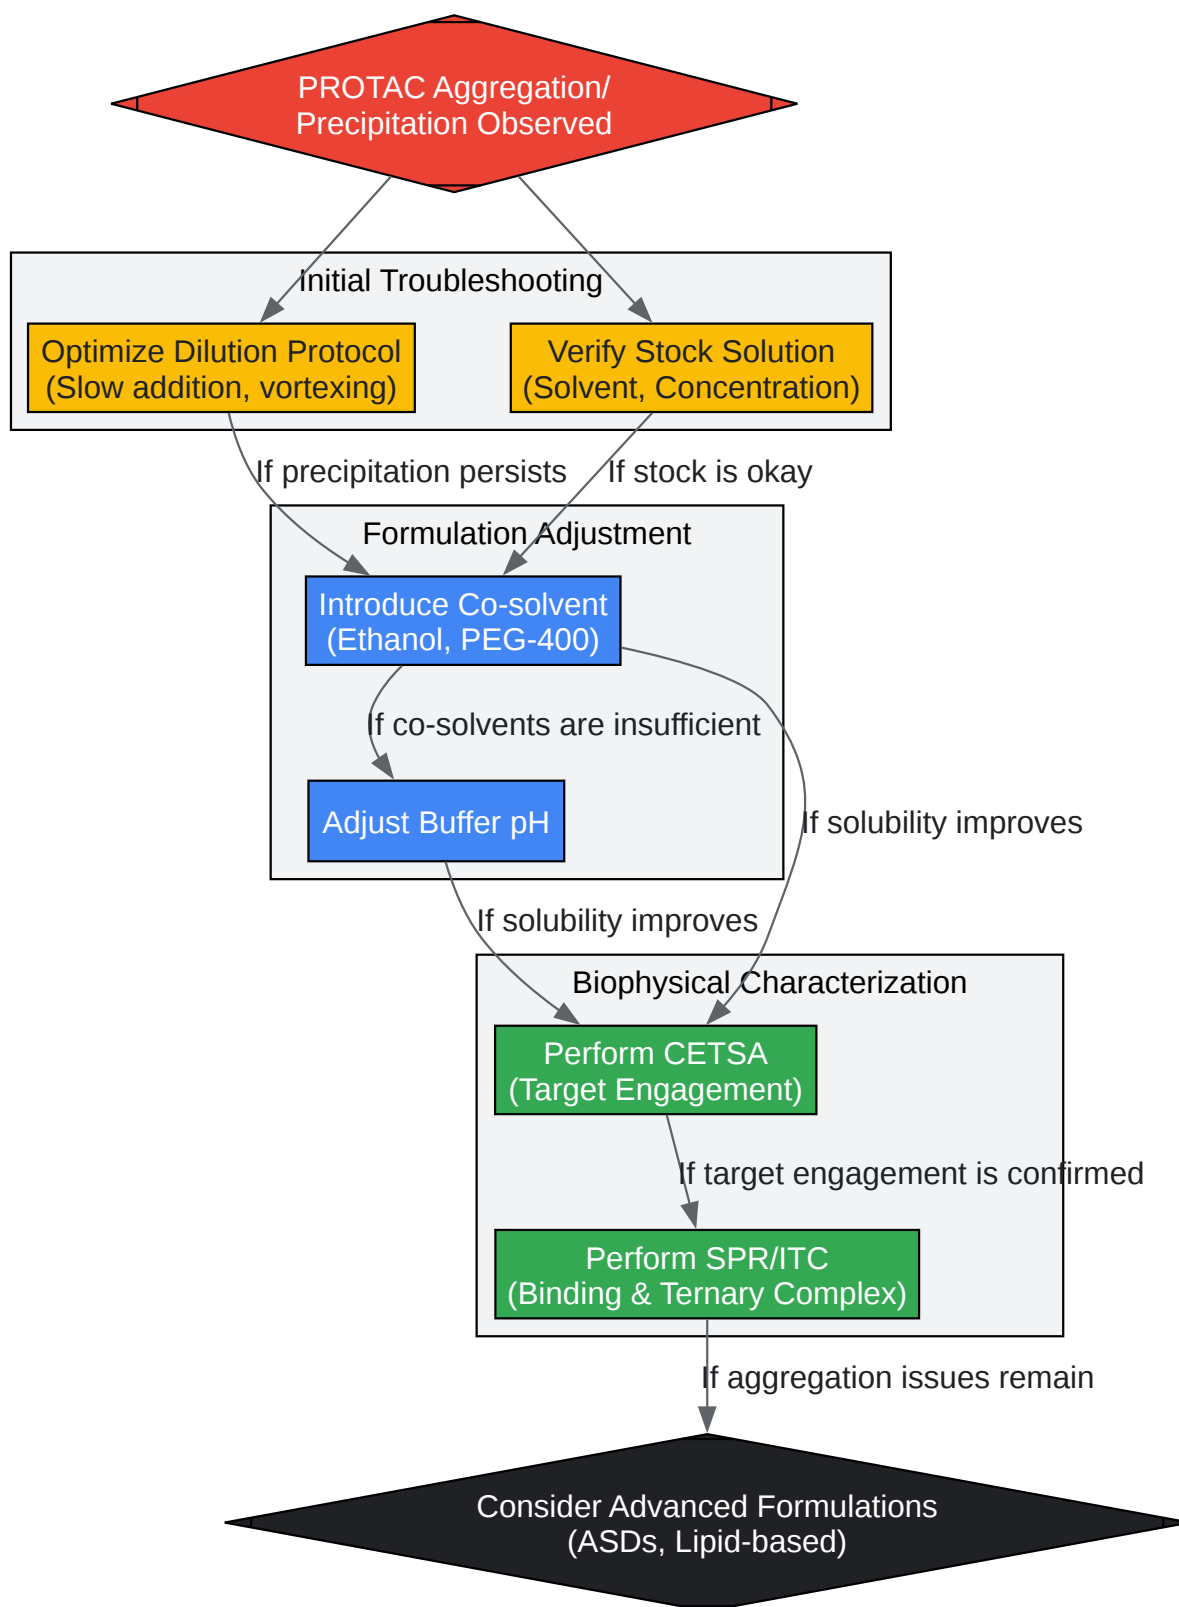 PROTAC Aggregation/
Precipitation Observed
Initial Troubleshooting
Optimize Dilution Protocol
(Slow addition, vortexing)
Verify Stock Solution
(Solvent, Concentration)
If precipitation persists
If stock is okay
Formulation Adjustment
Introduce Co-solvent
(Ethanol, PEG-400)
If co-solvents are insufficient
Adjust Buffer pH
If solubility improves
If solubility improves
Biophysical Characterization
Perform CETSA
(Target Engagement)
If target engagement is confirmed
Perform SPR/ITC
(Binding & Ternary Complex)
If aggregation issues remain
Consider Advanced Formulations
(ASDs, Lipid-based)